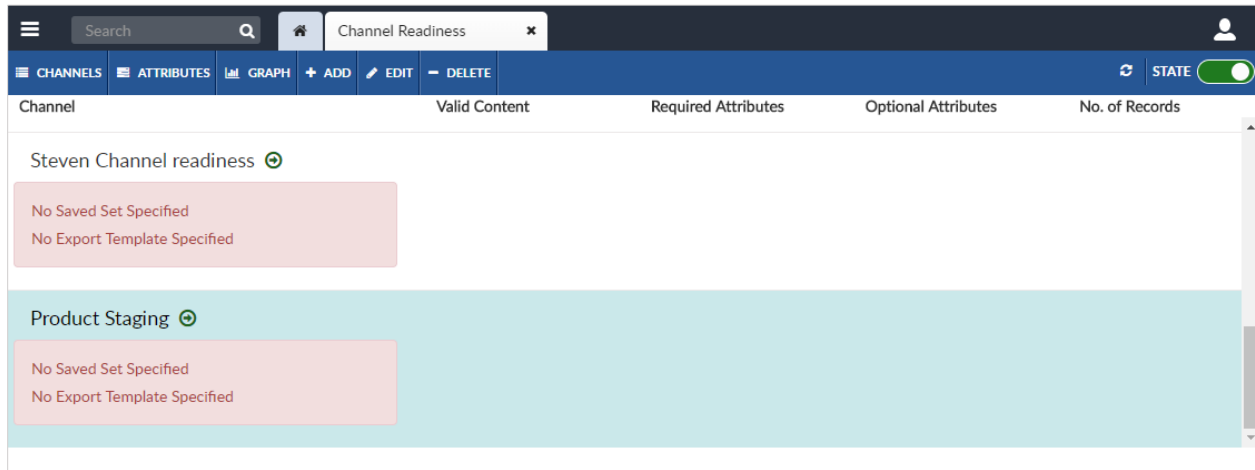 Search
Channel Readiness
CHANNELS ATTRIBUTES GRAPH ADD EDIT DELETE STATE
Channel Valid Content Required Attributes Optional Attributes No. of Records
Steven Channel readiness
No Saved Set Specified
No Export Template Specified
Product Staging
No Saved Set Specified
No Export Template Specified